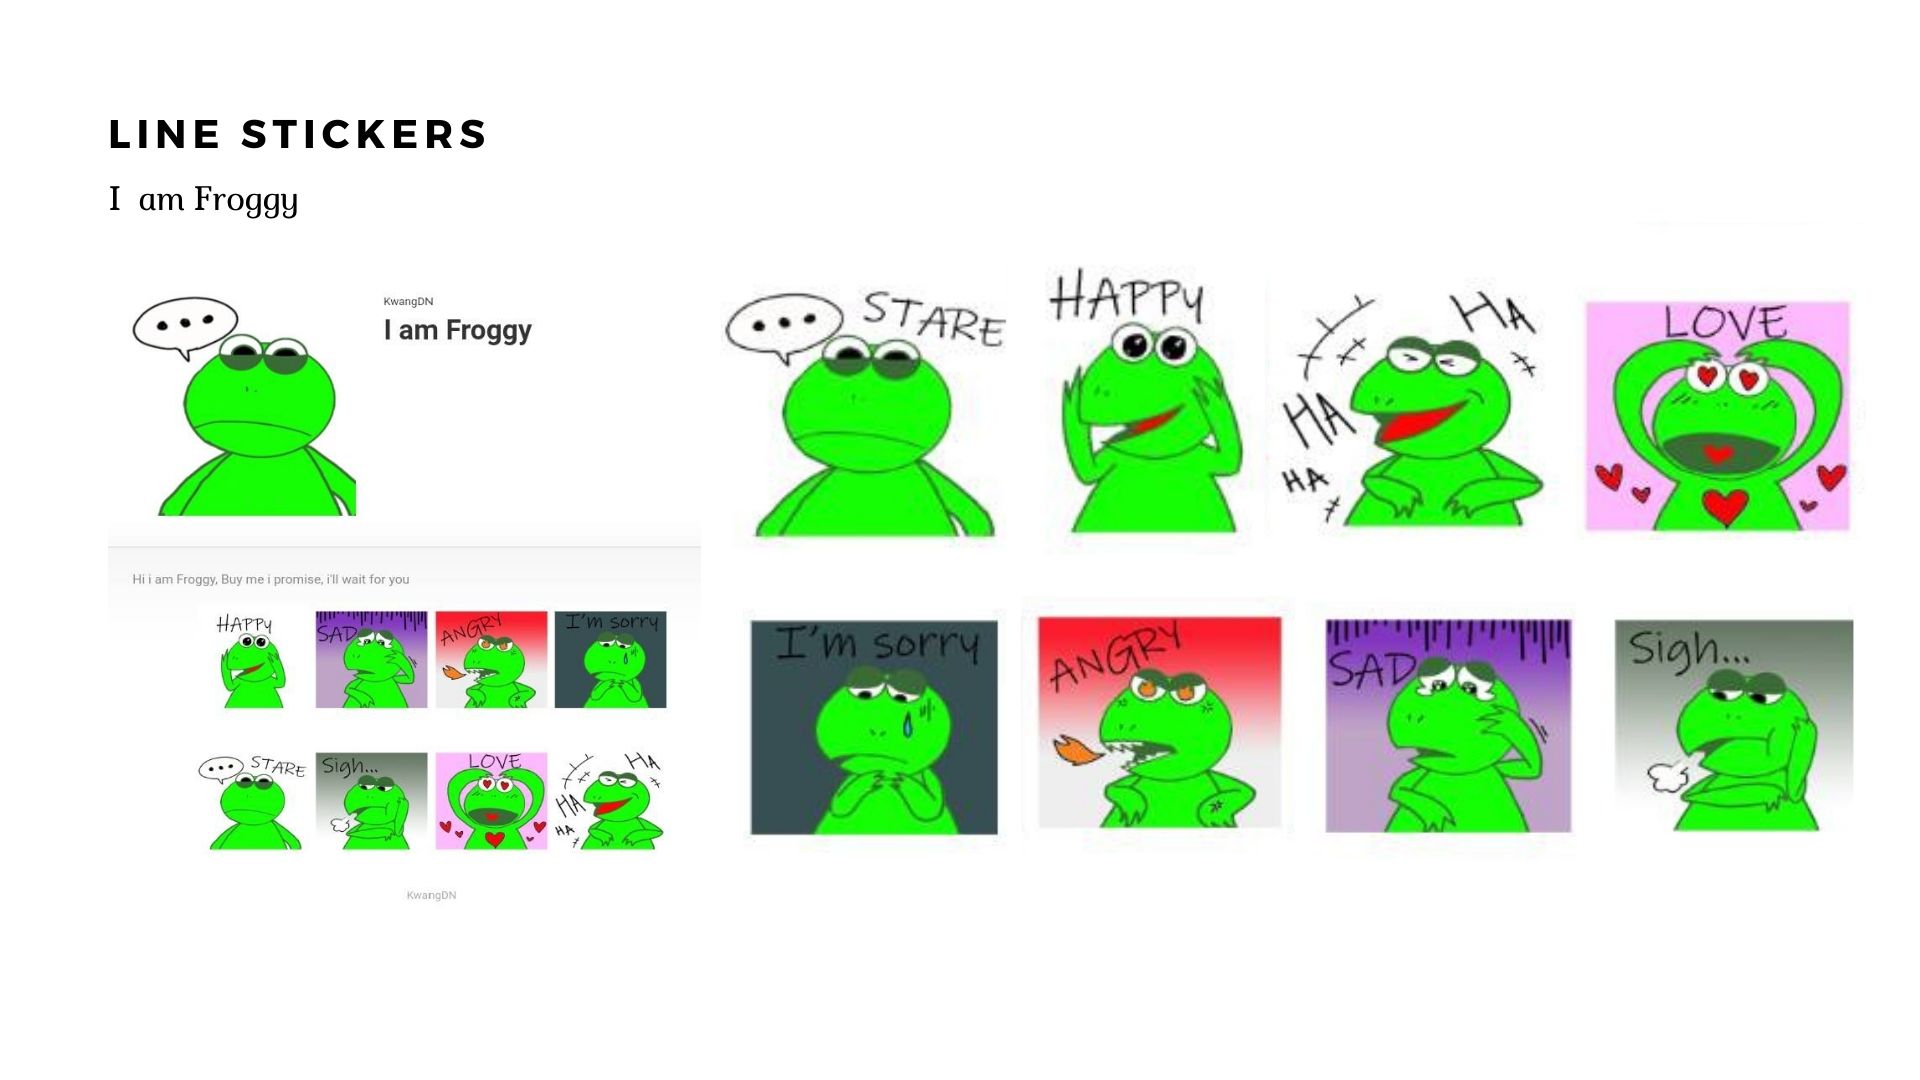 LINE STICKERS
I am Froggy
KwangDN
I am Froggy
Hi i am Froggy, Buy me i promise, i'll wait for you
HAPPY
SAD
ANGRY
I'm sorry
STARE
Sigh...
LOVE
HA
HA
HA
KwangDN
STARE
HAPPY
HA
HA
HA
LOVE
I'm sorry
ANGRY
SAD
Sigh...